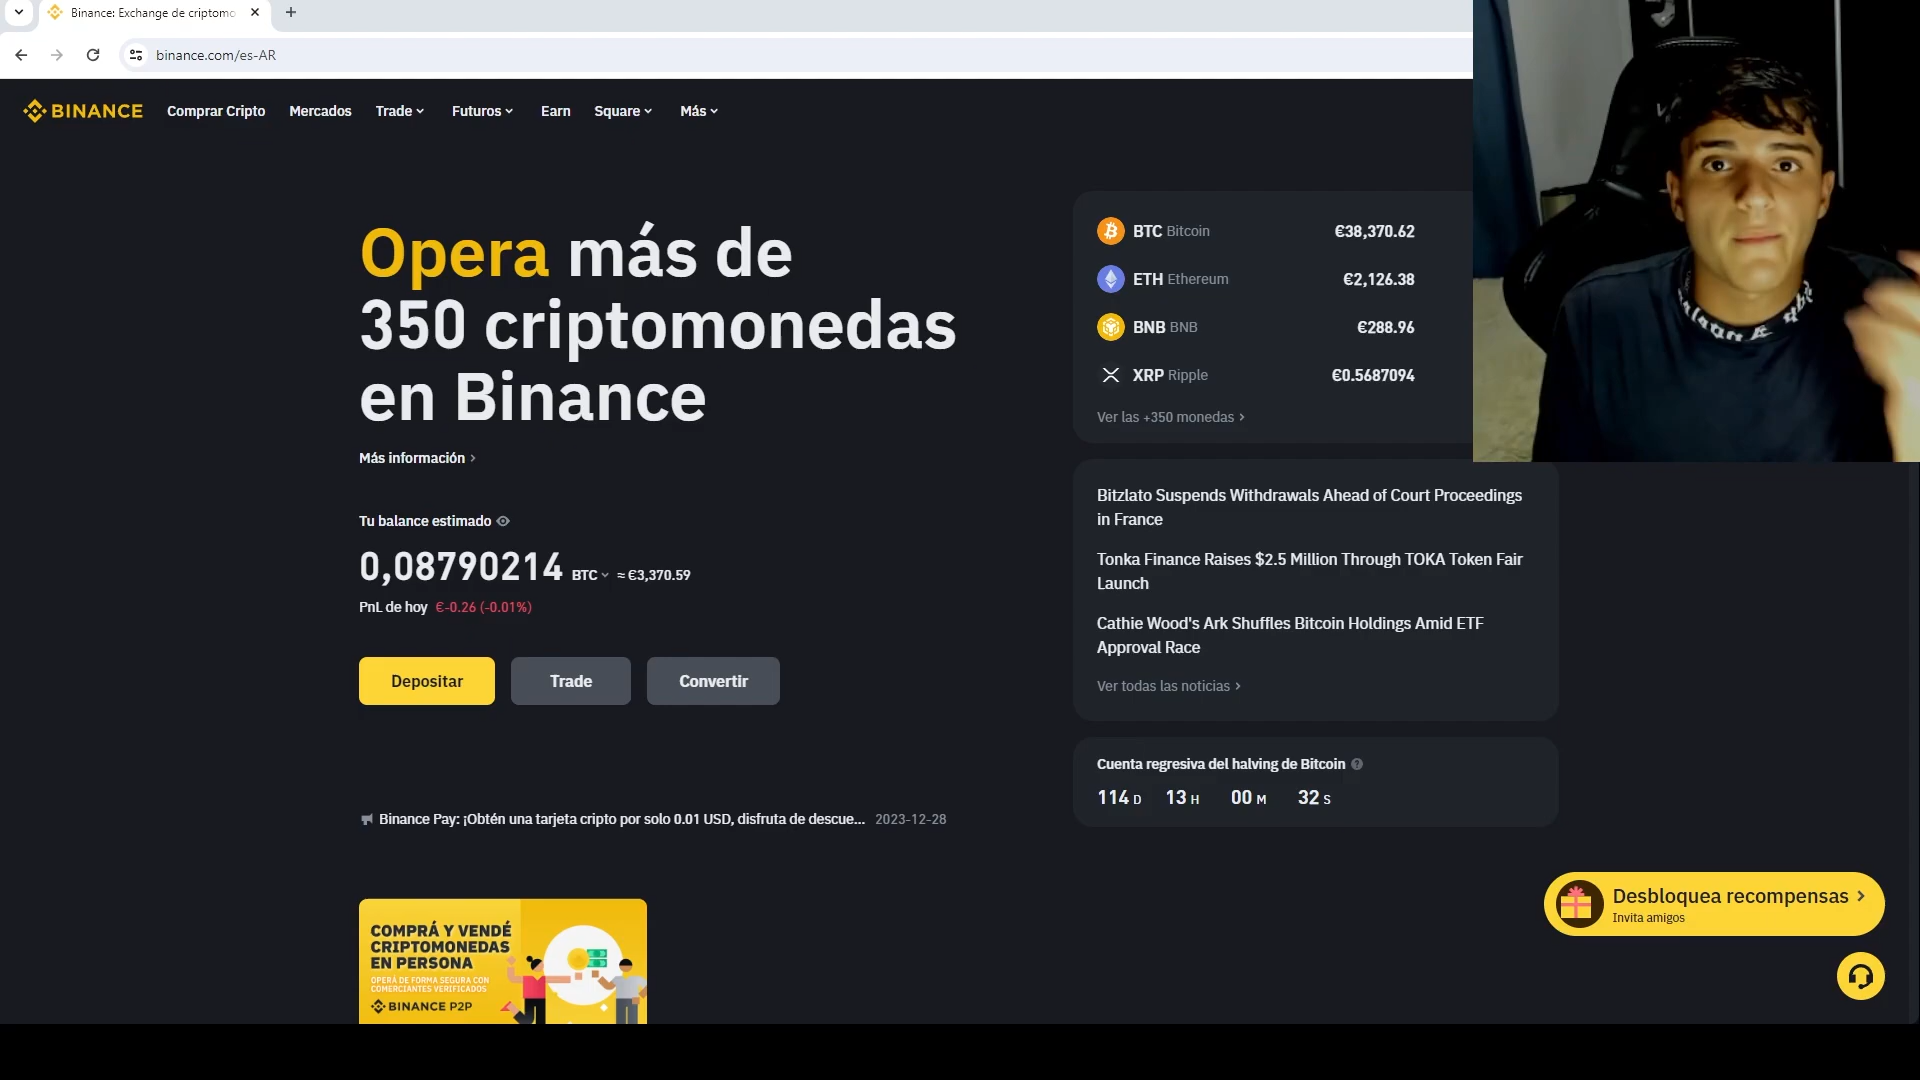 Binance: Exchange de criptomo
binance.com/es-AR
BINANCE
Comprar Cripto
Mercados
Trade
Futuros
Earn
Square
Más
Opera más de
350 criptomonedas
en Binance
Más información
Tu balance estimado
0,08790214 BTC ≈ €3,370.59
PnL de hoy €-0.26 (-0.01%)
Depositar
Trade
Convertir
Binance Pay: ¡Obtén una tarjeta cripto por solo 0.01 USD, disfruta de descue... 2023-12-28
COMPRÁ Y VENDÉ
CRIPTOMONEDAS
EN PERSONA
OPERÁ DE FORMA SEGURA CON
COMERCIANTES VERIFICADOS
BINANCE P2P
BTC Bitcoin €38,370.62
ETH Ethereum €2,126.38
BNB BNB €288.96
XRP Ripple €0.5687094
Ver las +350 monedas
Bitzlato Suspends Withdrawals Ahead of Court Proceedings
in France
Tonka Finance Raises $2.5 Million Through TOKA Token Fair
Launch
Cathie Wood's Ark Shuffles Bitcoin Holdings Amid ETF
Approval Race
Ver todas las noticias
Cuenta regresiva del halving de Bitcoin
114 D 13 H 00 M 32 S
Desbloquea recompensas
Invita amigos